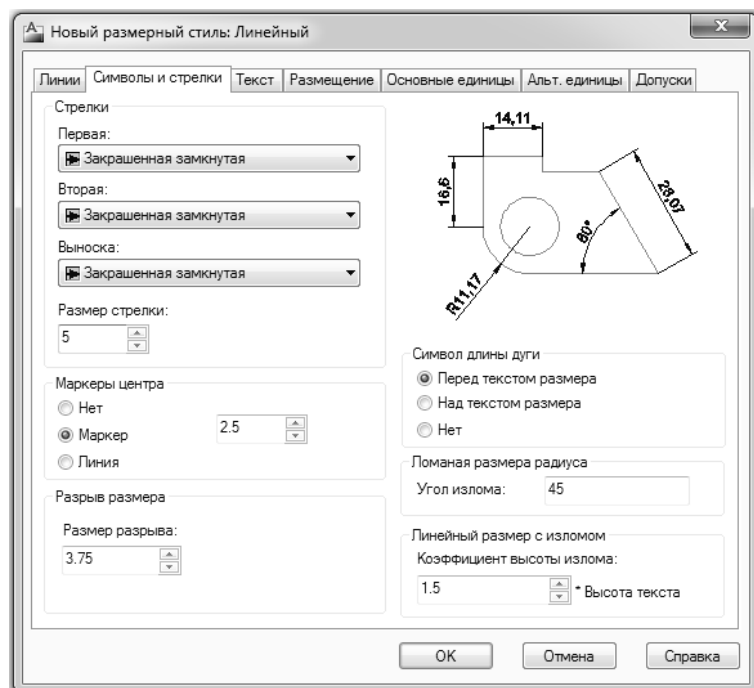 Новый размерный стиль: Линейный
Линии Символы и стрелки Текст Размещение Основные единицы Альт. единицы Допуски
Стрелки
Первая:
Закрашенная замкнутая
Вторая:
Закрашенная замкнутая
Выноска:
Закрашенная замкнутая
Размер стрелки:
5
Маркеры центра
Нет
Маркер
2.5
Линия
Разрыв размера
Размер разрыва:
3.75
14,11
16,6
28,07
60°
R11,17
Символ длины дуги
Перед текстом размера
Над текстом размера
Нет
Ломаная размера радиуса
Угол излома: 45
Линейный размер с изломом
Коэффициент высоты излома:
1.5 * Высота текста
OK Отмена Справка